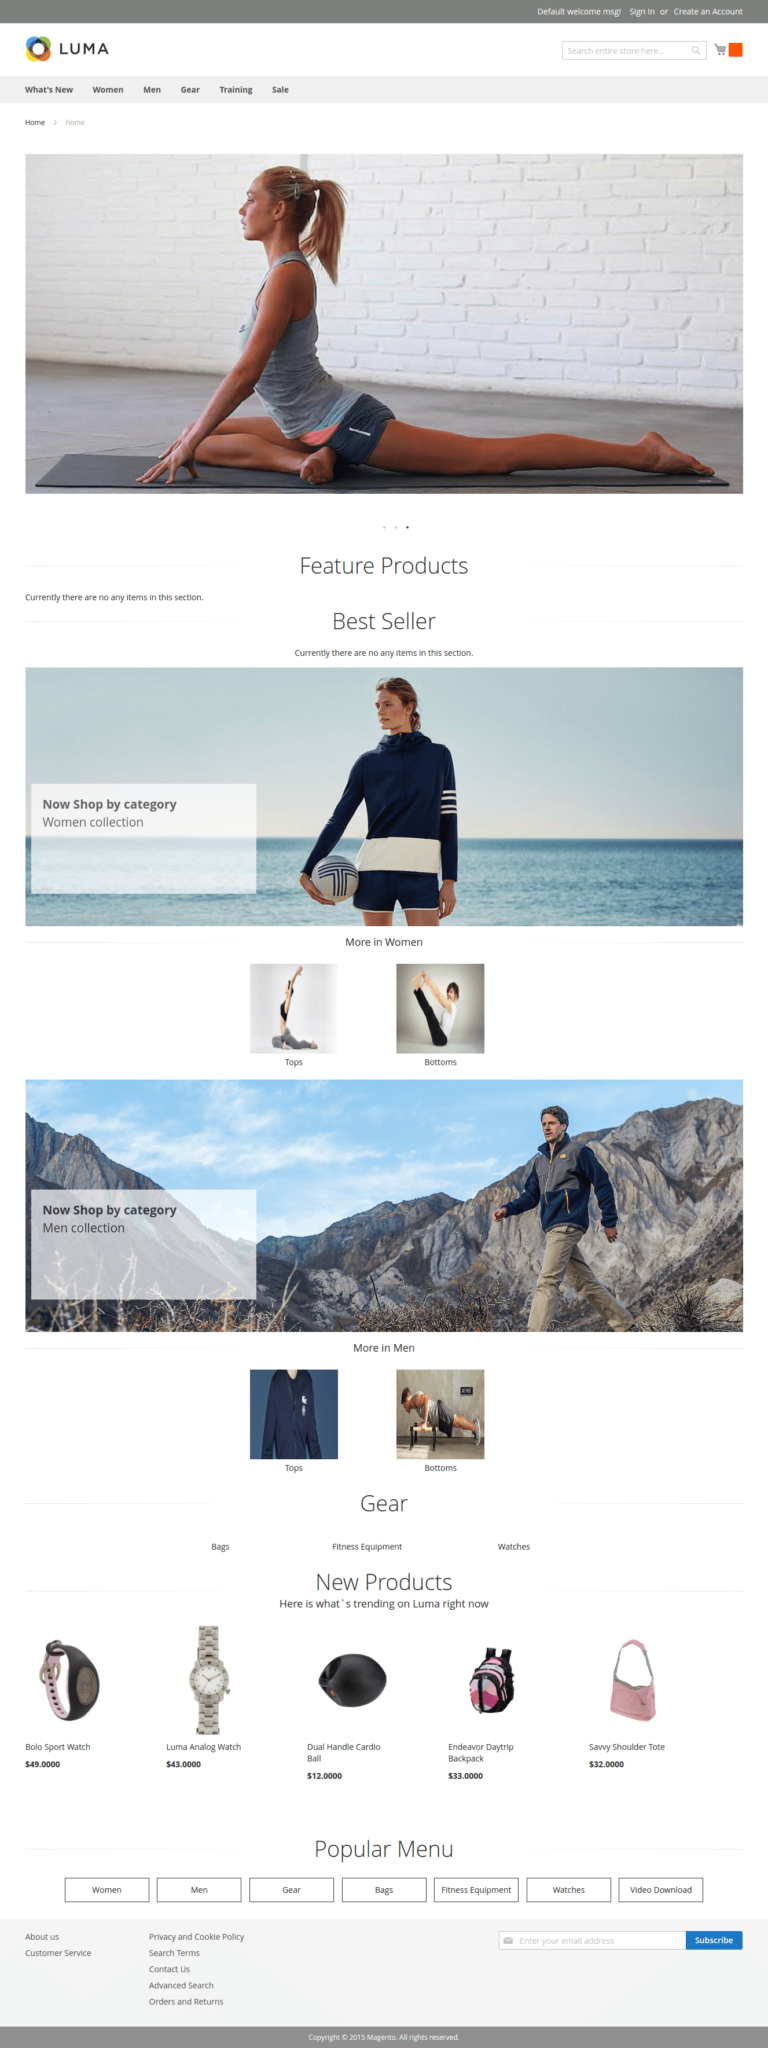 Default welcome msg! Sign In or Create an Account
LUMA
Search entire store here...
What's New Women Men Gear Training Sale
Home > home
Feature Products
Currently there are no any items in this section.
Best Seller
Currently there are no any items in this section.
Now Shop by category
Women collection
More in Women
Tops Bottoms
Now Shop by category
Men collection
More in Men
Tops Bottoms
Gear
Bags Fitness Equipment Watches
New Products
Here is what`s trending on Luma right now
Bolo Sport Watch
$49.0000
Luma Analog Watch
$43.0000
Dual Handle Cardio
Ball
$12.0000
Endeavor Daytrip
Backpack
$33.0000
Savvy Shoulder Tote
$32.0000
Popular Menu
Women Men Gear Bags Fitness Equipment Watches Video Download
About us
Customer Service
Privacy and Cookie Policy
Search Terms
Contact Us
Advanced Search
Orders and Returns
Enter your email address
Subscribe
Copyright © 2015 Magento. All rights reserved.